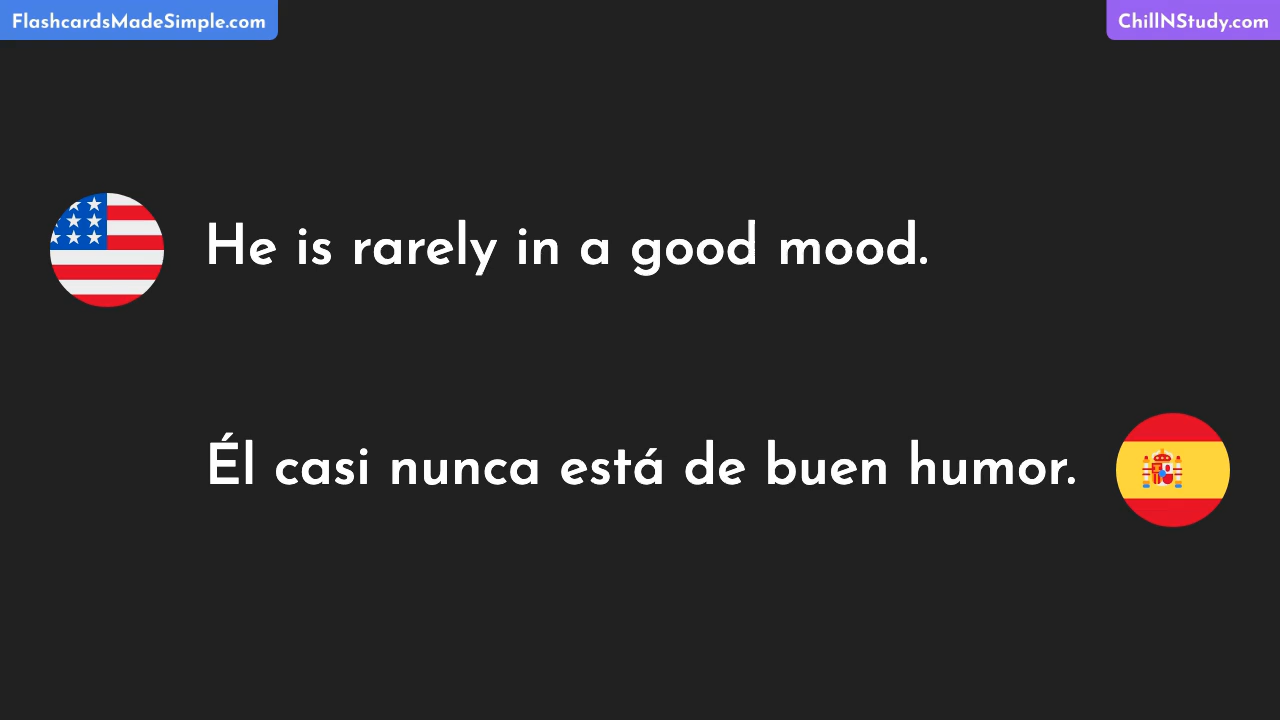 FlashcardsMadeSimple.com
ChillNStudy.com
He is rarely in a good mood.
Él casi nunca está de buen humor.